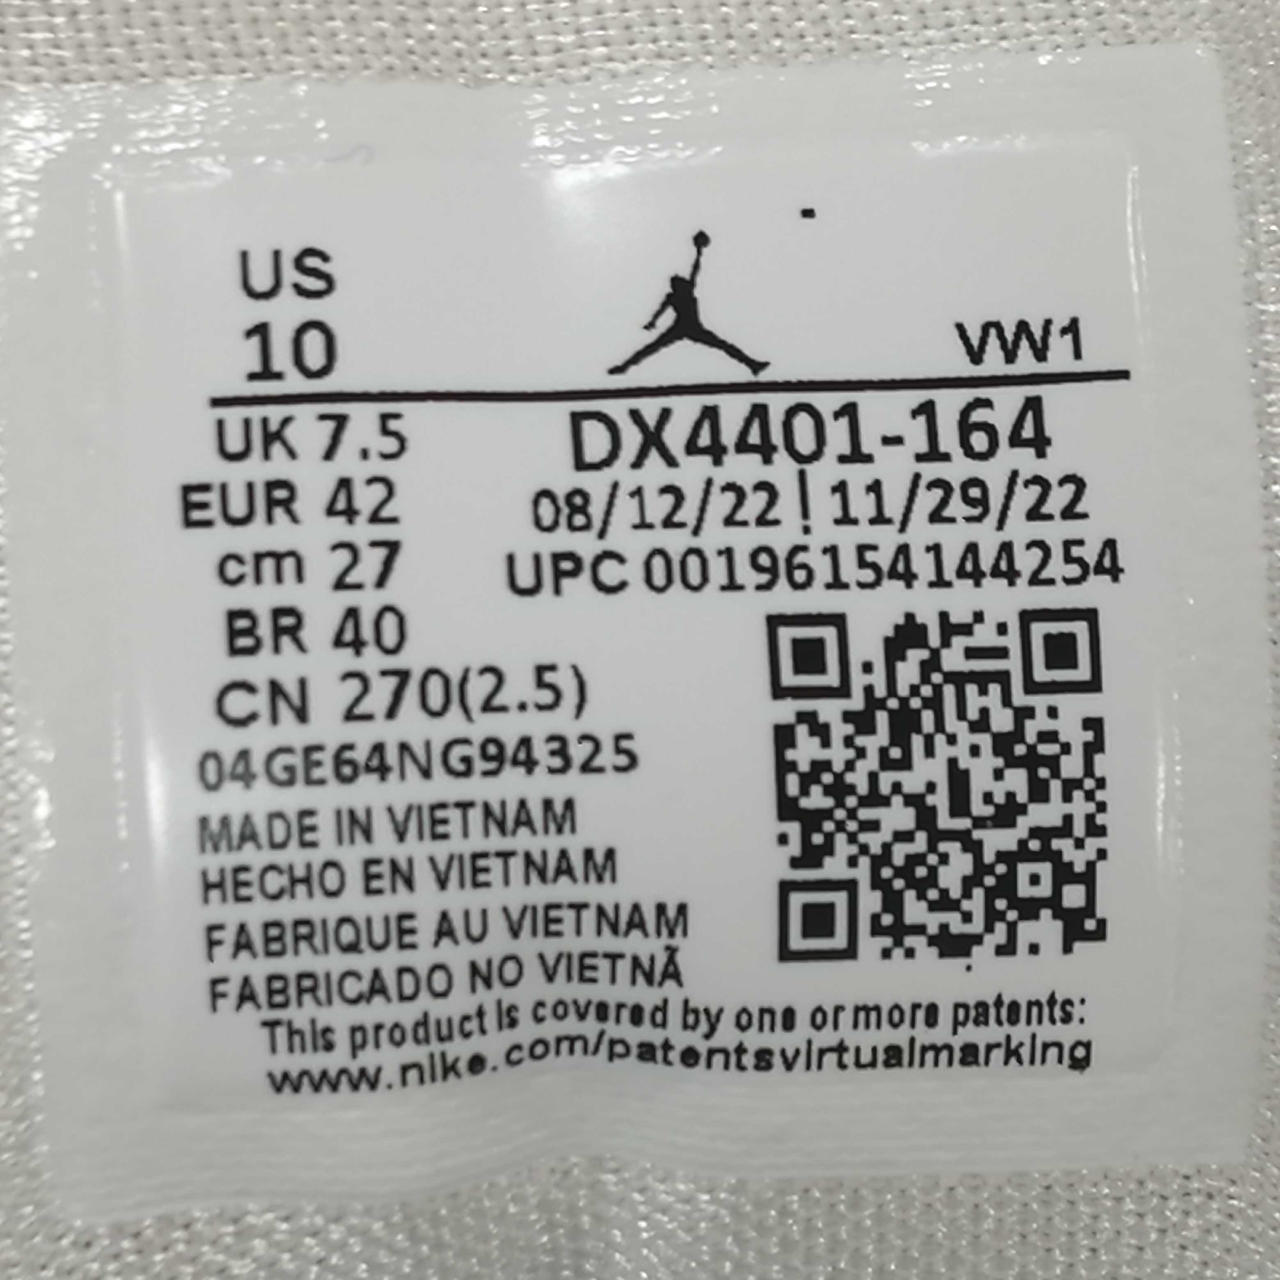 US
10
VW1
UK 7.5
DX4401-164
EUR 42
08/12/22 | 11/29/22
cm 27
UPC 00196154144254
BR 40
CN 270(2.5)
04GE64NG94325
MADE IN VIETNAM
HECHO EN VIETNAM
FABRIQUE AU VIETNAM
FABRICADO NO VIETNÃ
This product is covered by one or more patents:
www.nike.com/patentsvirtualmarking